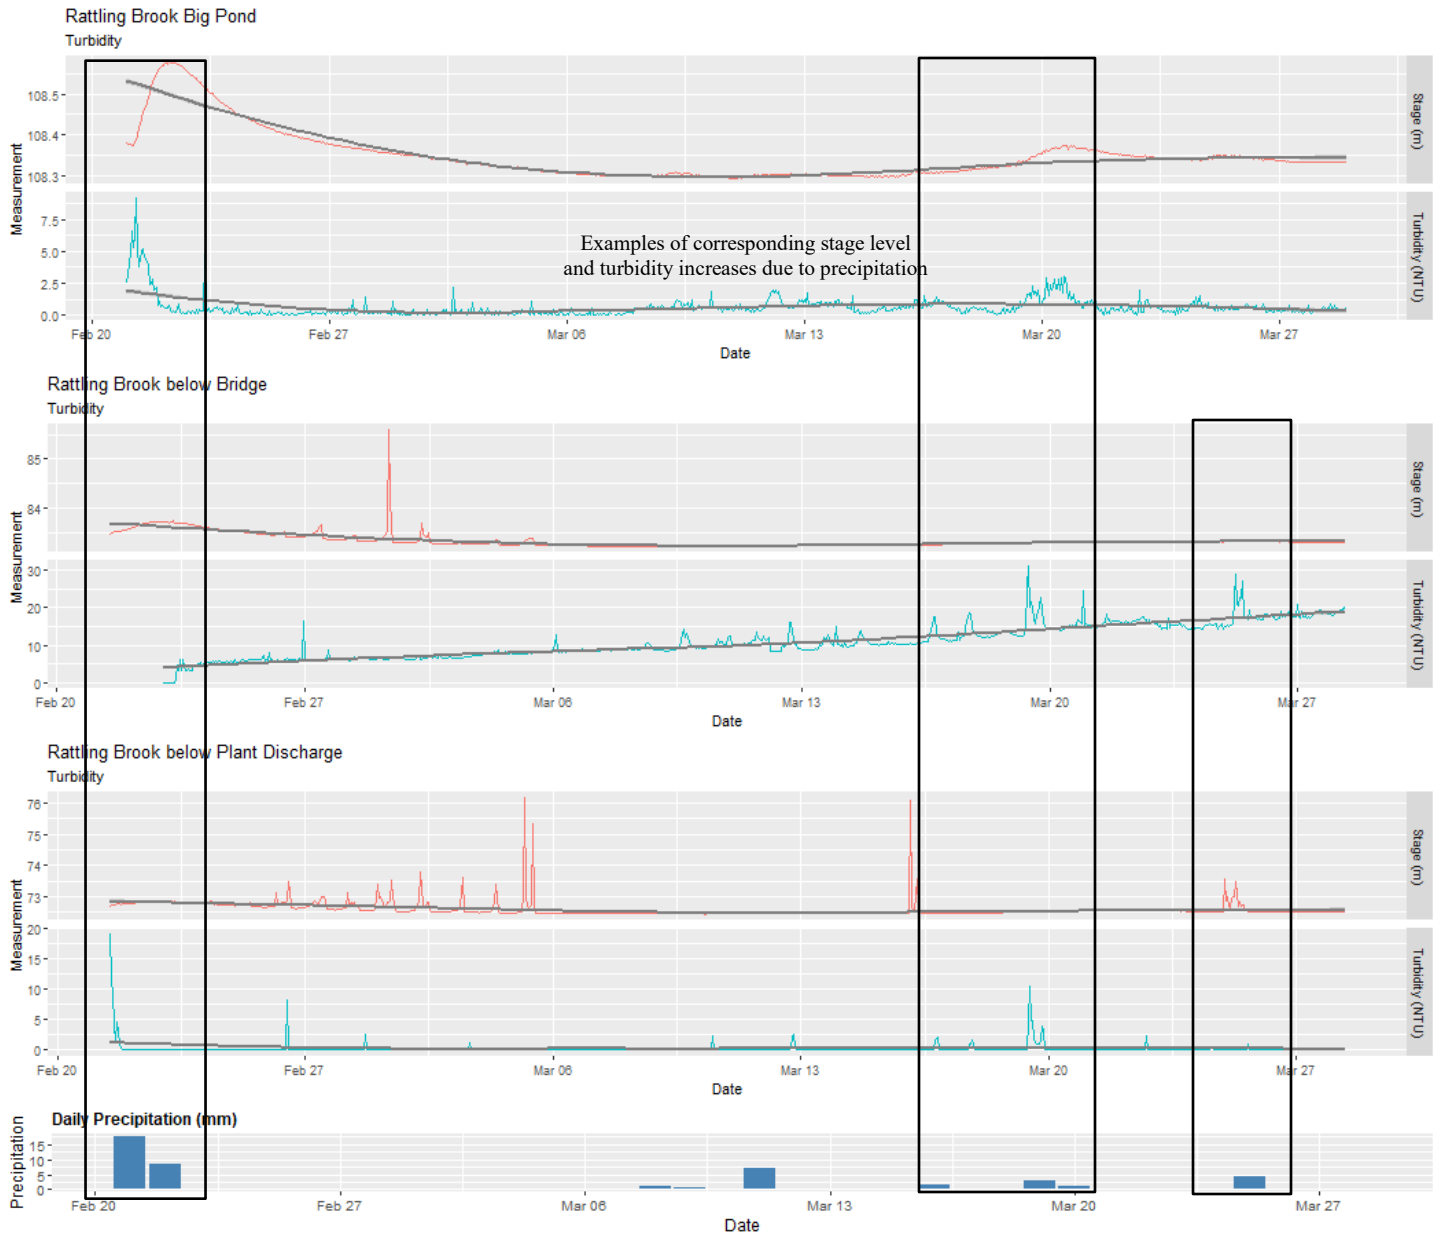 Rattling Brook Big Pond
Turbidity
108.5
108.4
108.3
Stage (m)
Measurement
7.5
5.0
2.5
0.0
Turbidity (NTU)
Examples of corresponding stage level
and turbidity increases due to precipitation
Feb 20 Feb 27 Mar 06 Mar 13 Mar 20 Mar 27
Date
Rattling Brook below Bridge
Turbidity
85
84
Stage (m)
Measurement
30
20
10
0
Turbidity (NTU)
Feb 20 Feb 27 Mar 06 Mar 13 Mar 20 Mar 27
Date
Rattling Brook below Plant Discharge
Turbidity
76
75
74
73
Stage (m)
Measurement
20
15
10
5
0
Turbidity (NTU)
Feb 20 Feb 27 Mar 06 Mar 13 Mar 20 Mar 27
Date
Daily Precipitation (mm)
Precipitation
15
10
5
0
Feb 20 Feb 27 Mar 06 Mar 13 Mar 20 Mar 27
Date